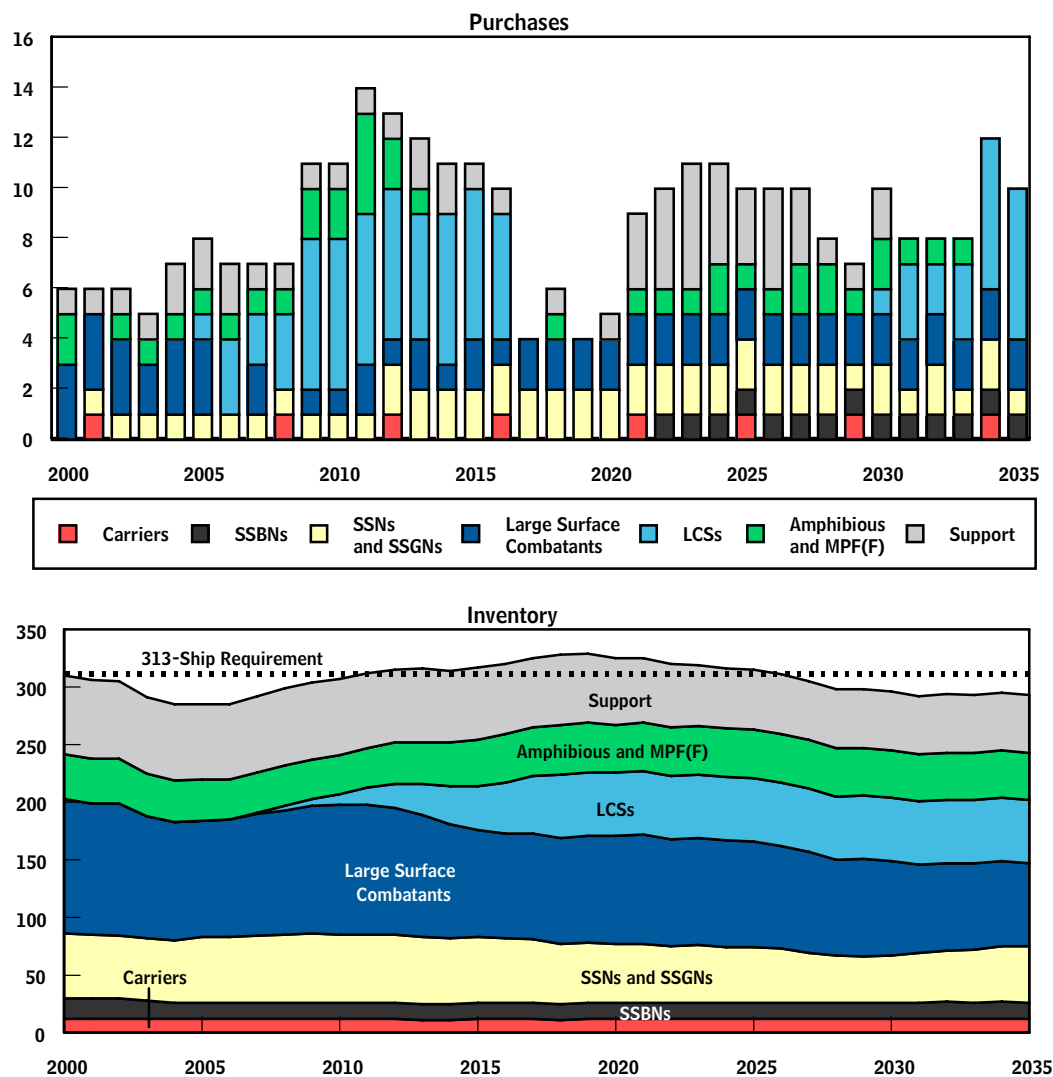 Purchases
16
14
12
10
8
6
4
2
0
2000 2005 2010 2015 2020 2025 2030 2035
Carriers SSBNs SSNs and SSGNs Large Surface Combatants LCSs Amphibious and MPF(F) Support
Inventory
350
313-Ship Requirement
300
Support
250
Amphibious and MPF(F)
200
LCSs
150
Large Surface
Combatants
100
50
Carriers
SSNs and SSGNs
SSBNs
0
2000 2005 2010 2015 2020 2025 2030 2035